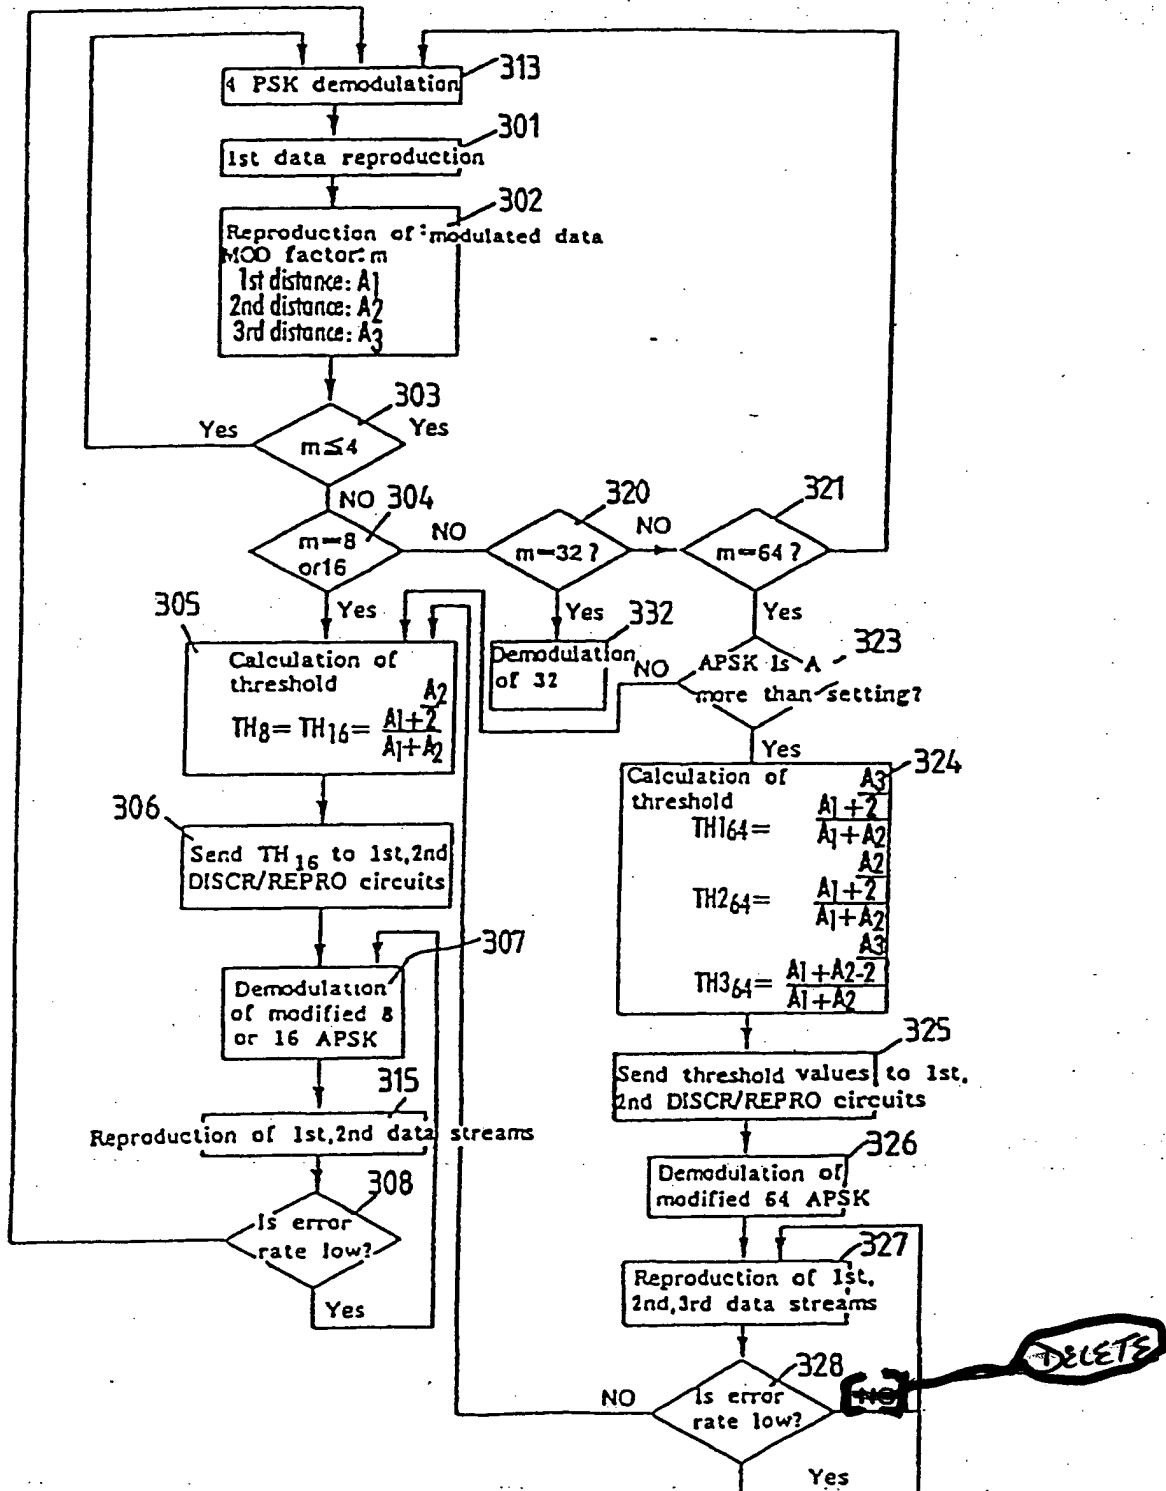 313
4 PSK demodulation
301
1st data reproduction
302
Reproduction of:modulated data
MOD factor:m
1st distance: A1
2nd distance: A2
3rd distance: A3
303
Yes
m≤4
Yes
NO
304
m=8
or16
NO
320
m=32?
NO
321
m=64?
Yes
305
Calculation of
threshold
A2
TH8= TH16= A1+2
A1+A2
Yes
332
Demodulation
of 32
Yes
323
NO
APSK Is A
more than setting?
Yes
324
Calculation of
threshold
A3
A1+2
TH164=
A1+A2
A2
A1+2
TH264=
A1+A2
A3
TH364= A1+A2-2
A1+A2
306
Send TH16 to 1st,2nd
DISCR/REPRO circuits
307
Demodulation
of modified 8
or 16 APSK
315
Reproduction of 1st,2nd data streams
308
Is error
rate low?
Yes
325
Send threshold values to 1st,
2nd DISCR/REPRO circuits
326
Demodulation of
modified 64 APSK
327
Reproduction of 1st,
2nd,3rd data streams
328
NO
Is error
rate low?
[NO]
DELETE
Yes